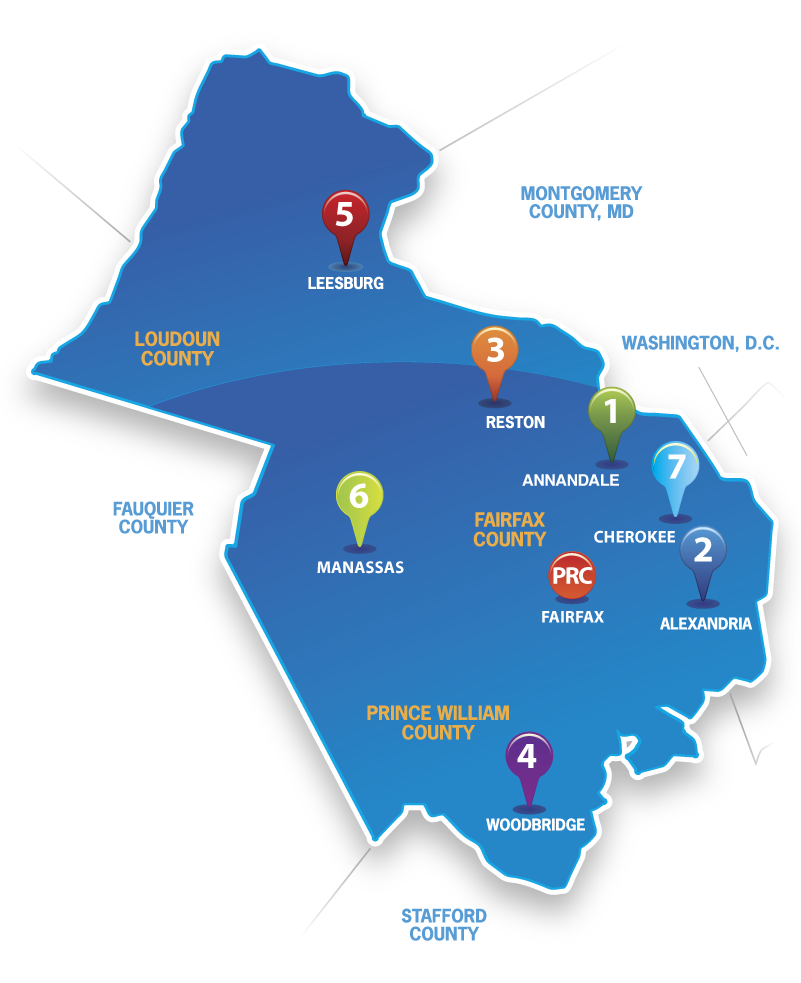 MONTGOMERY
COUNTY, MD
5
LEESBURG
LOUDOUN
COUNTY
WASHINGTON, D.C.
3
RESTON
1
ANNANDALE
7
CHEROKEE
FAUQUIER
COUNTY
6
MANASSAS
FAIRFAX
COUNTY
2
ALEXANDRIA
PRC
FAIRFAX
PRINCE WILLIAM
COUNTY
4
WOODBRIDGE
STAFFORD
COUNTY